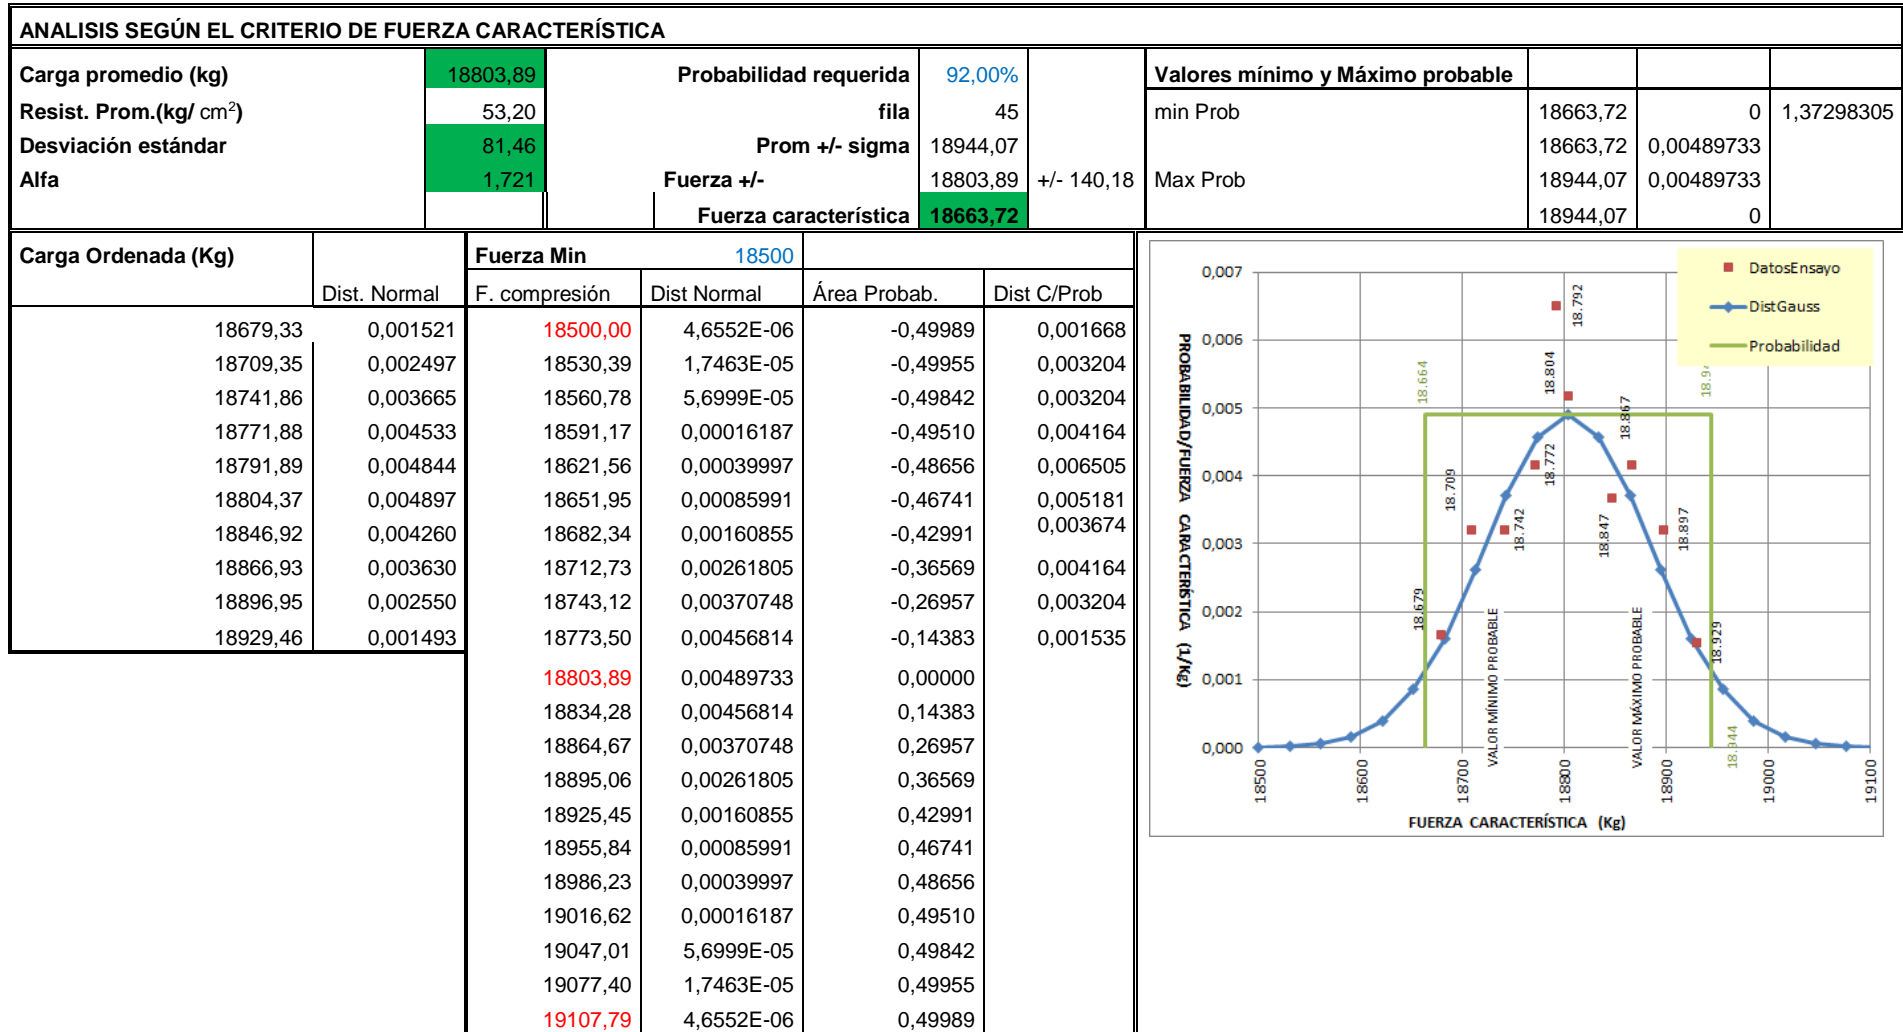 ANALISIS SEGÚN EL CRITERIO DE FUERZA CARACTERÍSTICA
Carga promedio (kg) 18803,89 Probabilidad requerida 92,00% Valores mínimo y Máximo probable
Resist. Prom.(kg/ cm²) 53,20 fila 45 min Prob 18663,72 0 1,37298305
Desviación estándar 81,46 Prom +/- sigma 18944,07 18663,72 0,00489733
Alfa 1,721 Fuerza +/- 18803,89 +/- 140,18 Max Prob 18944,07 0,00489733
Fuerza característica 18663,72 18944,07 0
Carga Ordenada (Kg) Fuerza Min 18500
Dist. Normal F. compresión Dist Normal Área Probab. Dist C/Prob
18679,33 0,001521 18500,00 4,6552E-06 -0,49989 0,001668
18709,35 0,002497 18530,39 1,7463E-05 -0,49955 0,003204
18741,86 0,003665 18560,78 5,6999E-05 -0,49842 0,003204
18771,88 0,004533 18591,17 0,00016187 -0,49510 0,004164
18791,89 0,004844 18621,56 0,00039997 -0,48656 0,006505
18804,37 0,004897 18651,95 0,00085991 -0,46741 0,005181
18846,92 0,004260 18682,34 0,00160855 -0,42991 0,003674
18866,93 0,003630 18712,73 0,00261805 -0,36569 0,004164
18896,95 0,002550 18743,12 0,00370748 -0,26957 0,003204
18929,46 0,001493 18773,50 0,00456814 -0,14383 0,001535
18803,89 0,00489733 0,00000
18834,28 0,00456814 0,14383
18864,67 0,00370748 0,26957
18895,06 0,00261805 0,36569
18925,45 0,00160855 0,42991
18955,84 0,00085991 0,46741
18986,23 0,00039997 0,48656
19016,62 0,00016187 0,49510
19047,01 5,6999E-05 0,49842
19077,40 1,7463E-05 0,49955
19107,79 4,6552E-06 0,49989
PROBABILIDAD/FUERZA CARACTERÍSTICA (1/Kg)
0,007
0,006
0,005
0,004
0,003
0,002
0,001
0,000
DatosEnsayo
DistGauss
Probabilidad
18.664
18.679
18.709
18.742
18.772
18.792
18.804
18.847
18.867
18.897
18.929
18.944
VALOR MÍNIMO PROBABLE
VALOR MÁXIMO PROBABLE
18500 18600 18700 18800 18900 19000 19100
FUERZA CARACTERÍSTICA (Kg)